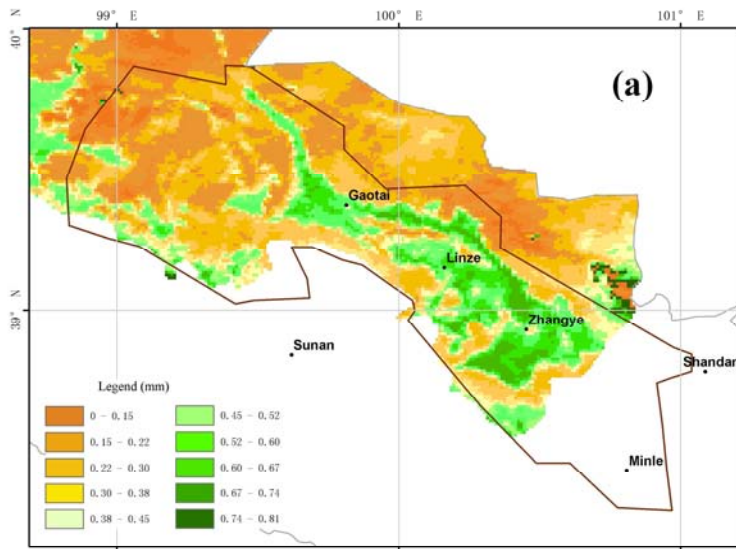 99° E
100° E
101° E
40° N
(a)
Gaotai
Linze
39° N
Zhangye
Sunan
Shandan
Legend (mm)
0 - 0.15
0.45 - 0.52
0.15 - 0.22
0.52 - 0.60
0.22 - 0.30
0.60 - 0.67
0.30 - 0.38
0.67 - 0.74
Minle
0.38 - 0.45
0.74 - 0.81